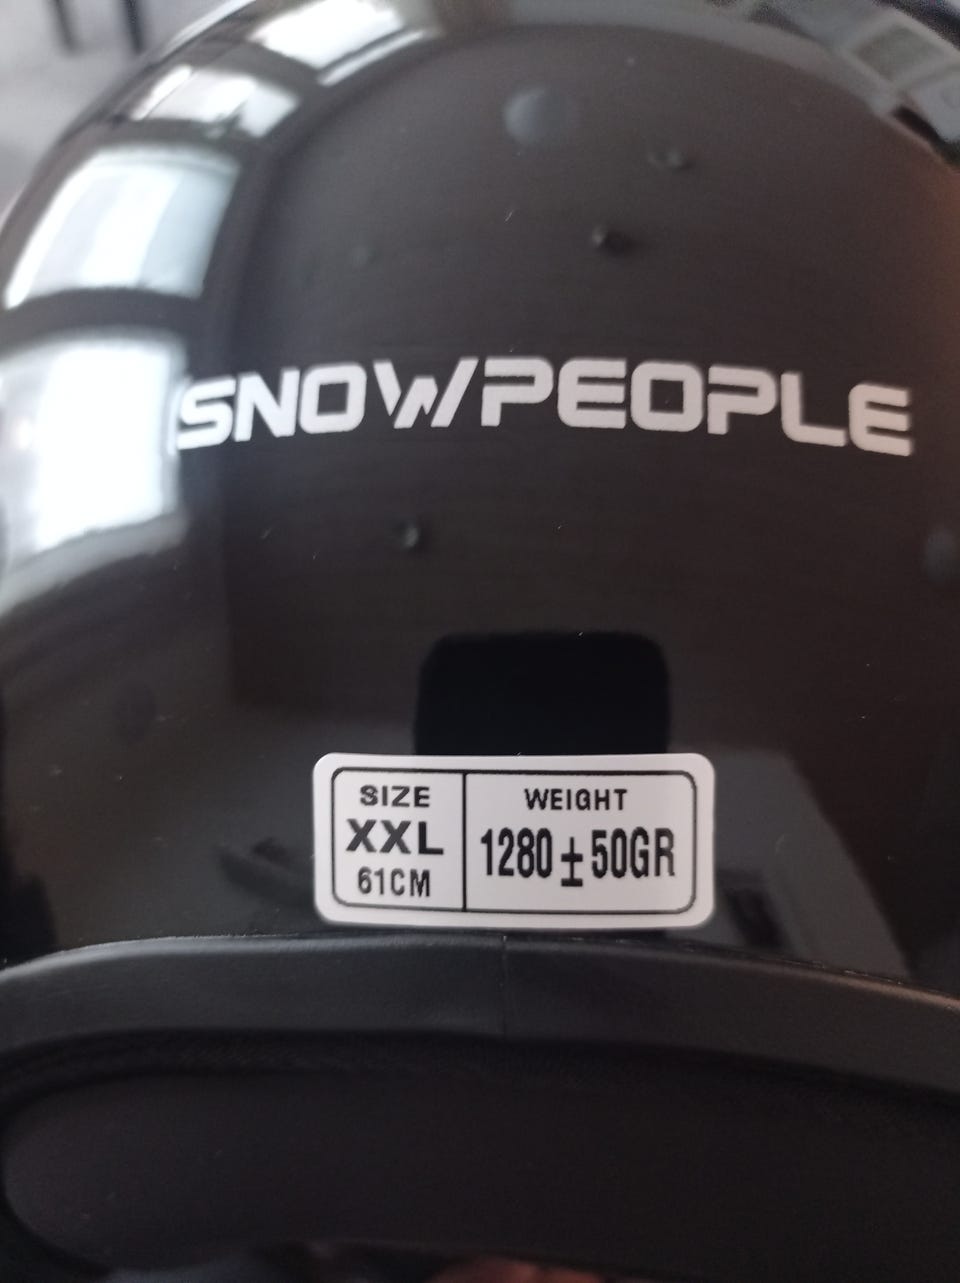 SNOWPEOPLE
SIZE
XXL
61CM
WEIGHT
1280±50GR